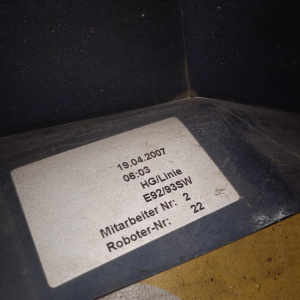 19.04.2007
06:03
HG/Linie
E92/93SW
Mitarbeiter Nr: 2
Roboter-Nr: 22